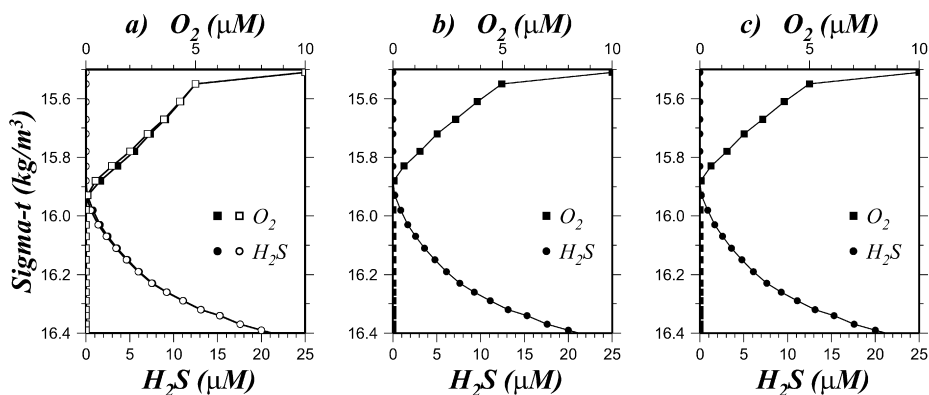 a) O₂ (μM) b) O₂ (μM) c) O₂ (μM)
0 5 10 0 5 10 0 5 10
15.6 15.6 15.6
15.8 15.8 15.8
Sigma-t (kg/m³)
16.0 16.0 16.0
O₂ O₂ O₂
H₂S H₂S H₂S
16.2 16.2 16.2
16.4 16.4 16.4
0 5 10 15 20 25 0 5 10 15 20 25 0 5 10 15 20 25
H₂S (μM) H₂S (μM) H₂S (μM)